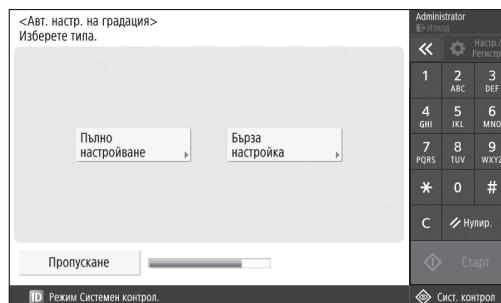 <Авт. настр. на градация>
Изберете типа.
Пълно
настройване
Бърза
настройка
Пропускане
ID Режим Системен контрол.
Administrator
Изход
Настр./
Регистр
1 2 3
ABC DEF
4 5 6
GHI JKL MNO
7 8 9
PQRS TUV WXYZ
* 0 #
C Нулир.
Старт
Сист. контрол